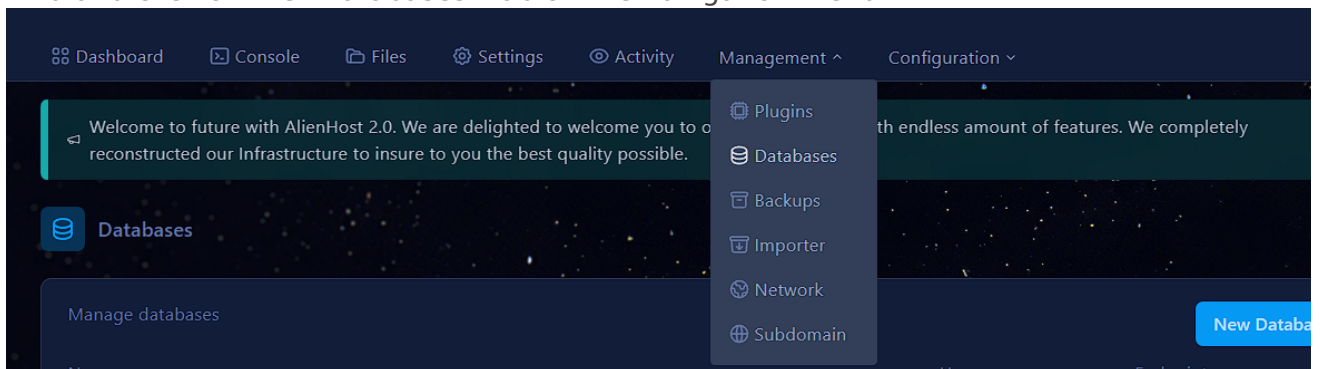 Dashboard Console Files Settings Activity Management Configuration
Plugins
Databases
Backups
Importer
Network
Subdomain
Welcome to future with AlienHost 2.0. We are delighted to welcome you to o th endless amount of features. We completely
reconstructed our Infrastructure to insure to you the best quality possible.
Databases
Manage databases
New Databa